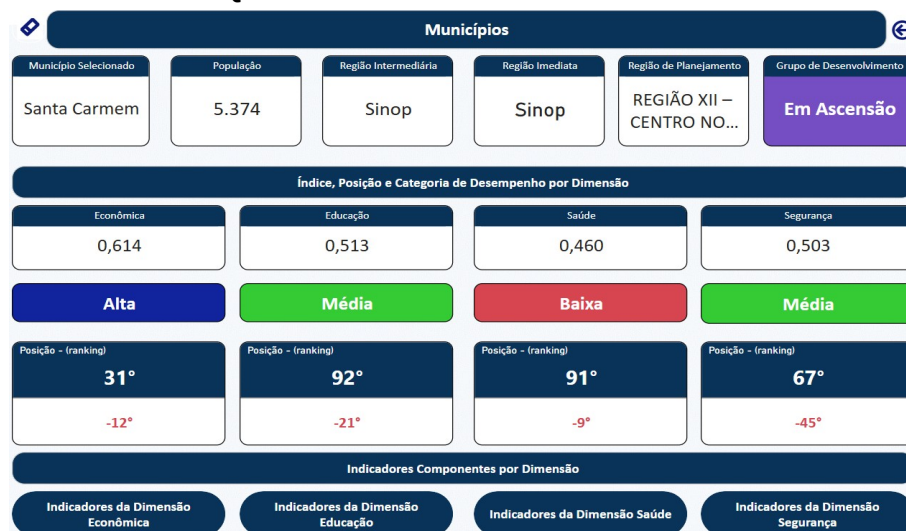 Municípios
Município Selecionado
População
Região Intermediária
Região Imediata
Região de Planejamento
Grupo de Desenvolvimento
Santa Carmem
5.374
Sinop
Sinop
REGIÃO XII –
CENTRO NO...
Em Ascensão
Índice, Posição e Categoria de Desempenho por Dimensão
Econômica
Educação
Saúde
Segurança
0,614
0,513
0,460
0,503
Alta
Média
Baixa
Média
Posição - (ranking)
Posição - (ranking)
Posição - (ranking)
Posição - (ranking)
31°
92°
91°
67°
-12°
-21°
-9°
-45°
Indicadores Componentes por Dimensão
Indicadores da Dimensão
Econômica
Indicadores da Dimensão
Educação
Indicadores da Dimensão Saúde
Indicadores da Dimensão
Segurança